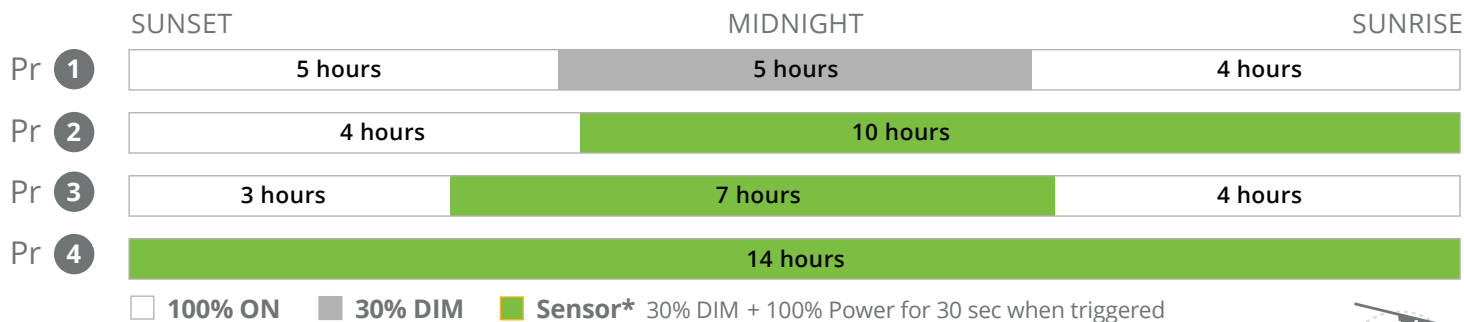 SUNSET MIDNIGHT SUNRISE
Pr 1 5 hours 5 hours 4 hours
Pr 2 4 hours 10 hours
Pr 3 3 hours 7 hours 4 hours
Pr 4 14 hours
100% ON 30% DIM Sensor* 30% DIM + 100% Power for 30 sec when triggered